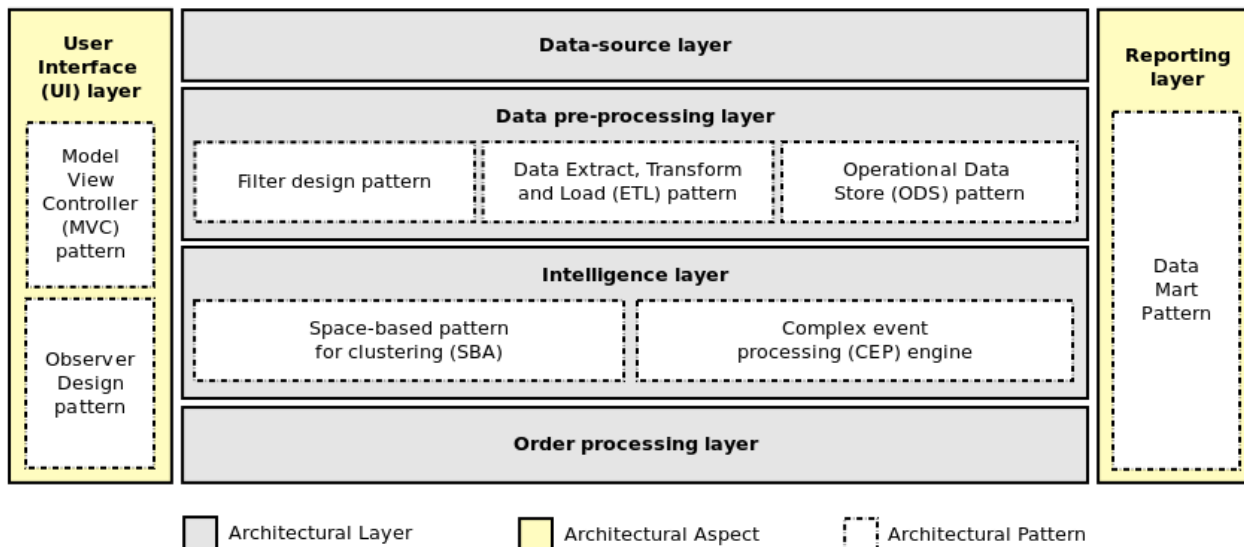 User
Interface
(UI) layer
Model
View
Controller
(MVC)
pattern
Observer
Design
pattern
Data-source layer
Data pre-processing layer
Filter design pattern
Data Extract, Transform
and Load (ETL) pattern
Operational Data
Store (ODS) pattern
Intelligence layer
Space-based pattern
for clustering (SBA)
Complex event
processing (CEP) engine
Order processing layer
Reporting
layer
Data
Mart
Pattern
Architectural Layer
Architectural Aspect
Architectural Pattern